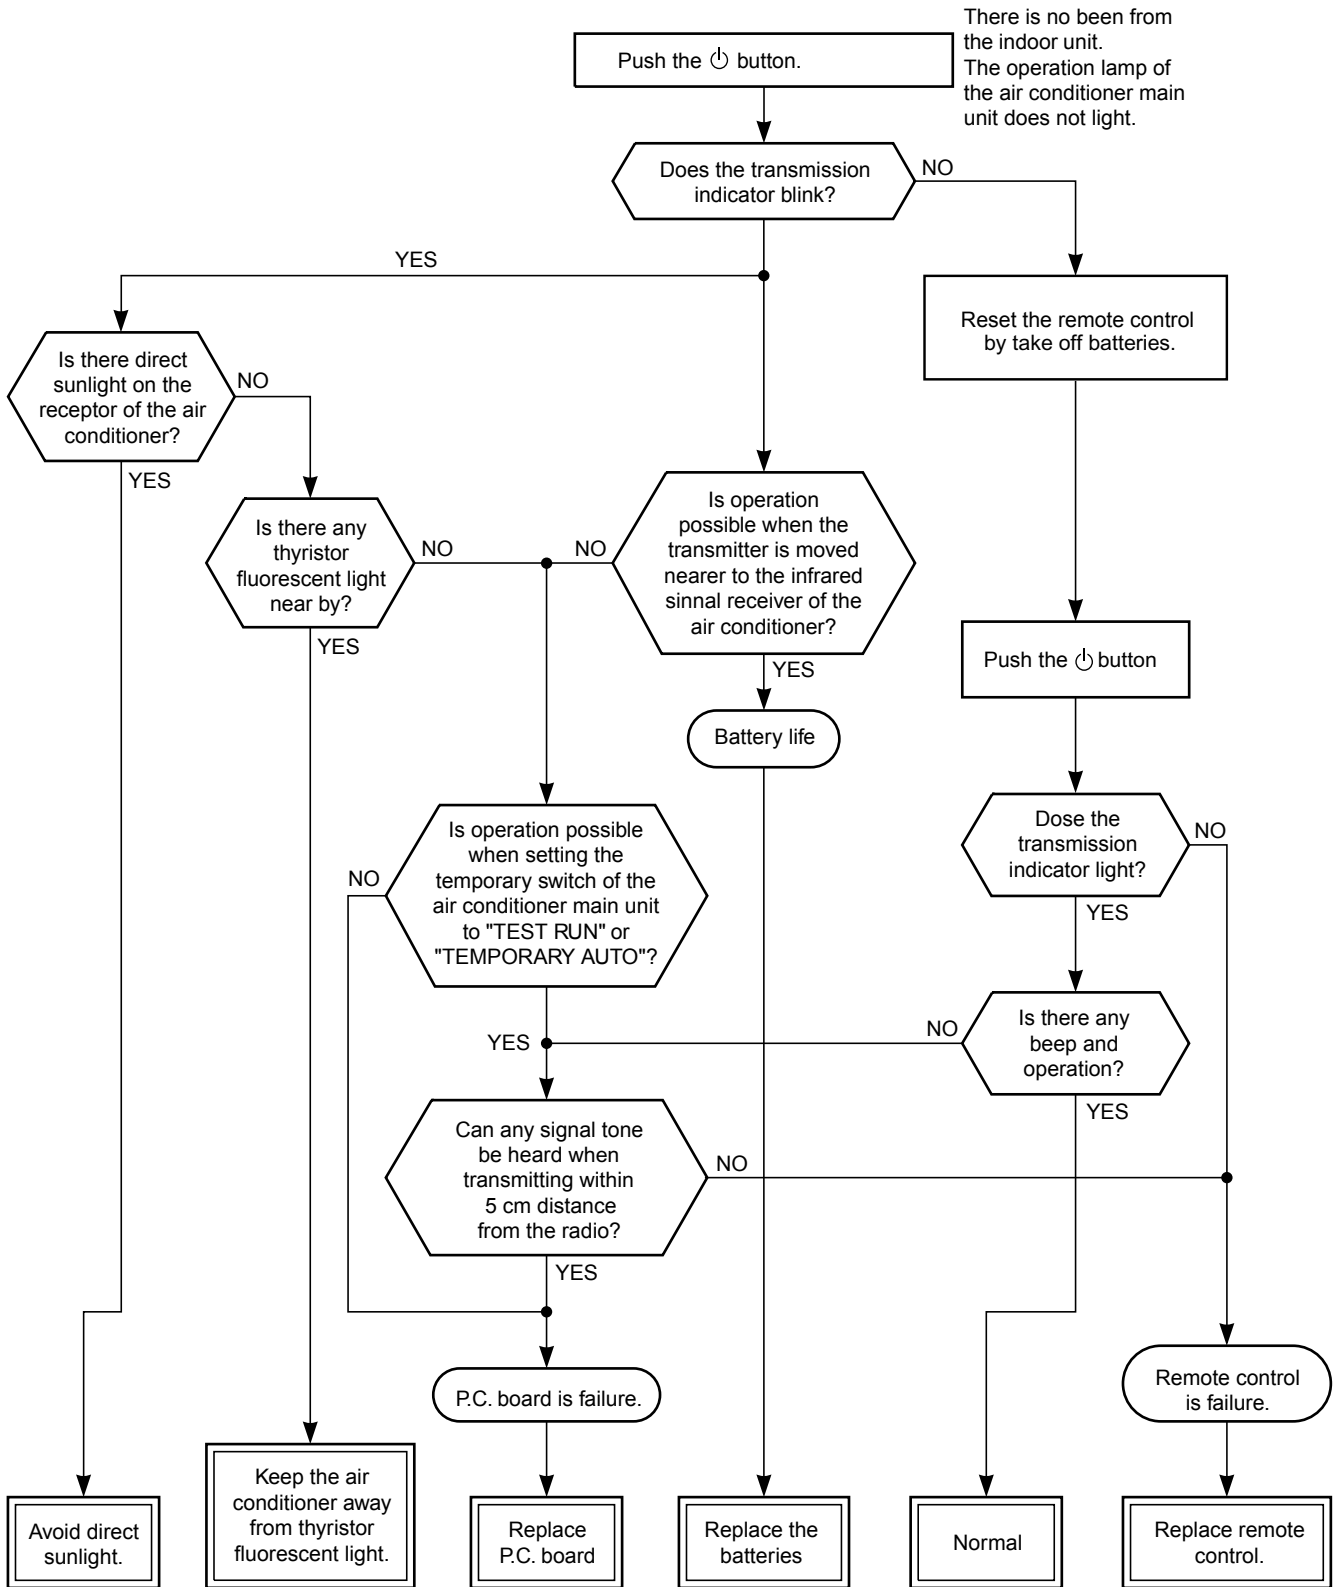 There is no been from
the indoor unit.
The operation lamp of
the air conditioner main
unit does not light.
Push the ⏻ button.
Does the transmission
indicator blink?
NO
YES
Reset the remote control
by take off batteries.
Is there direct
sunlight on the
receptor of the air
conditioner?
NO
YES
Is there any
thyristor
fluorescent light
near by?
NO
YES
Is operation
possible when the
transmitter is moved
nearer to the infrared
sinnal receiver of the
air conditioner?
NO
YES
Push the ⏻ button
Battery life
Is operation possible
when setting the
temporary switch of the
air conditioner main unit
to "TEST RUN" or
"TEMPORARY AUTO"?
NO
YES
Dose the
transmission
indicator light?
NO
YES
Is there any
beep and
operation?
NO
YES
Can any signal tone
be heard when
transmitting within
5 cm distance
from the radio?
NO
YES
P.C. board is failure.
Remote control
is failure.
Avoid direct
sunlight.
Keep the air
conditioner away
from thyristor
fluorescent light.
Replace
P.C. board
Replace the
batteries
Normal
Replace remote
control.